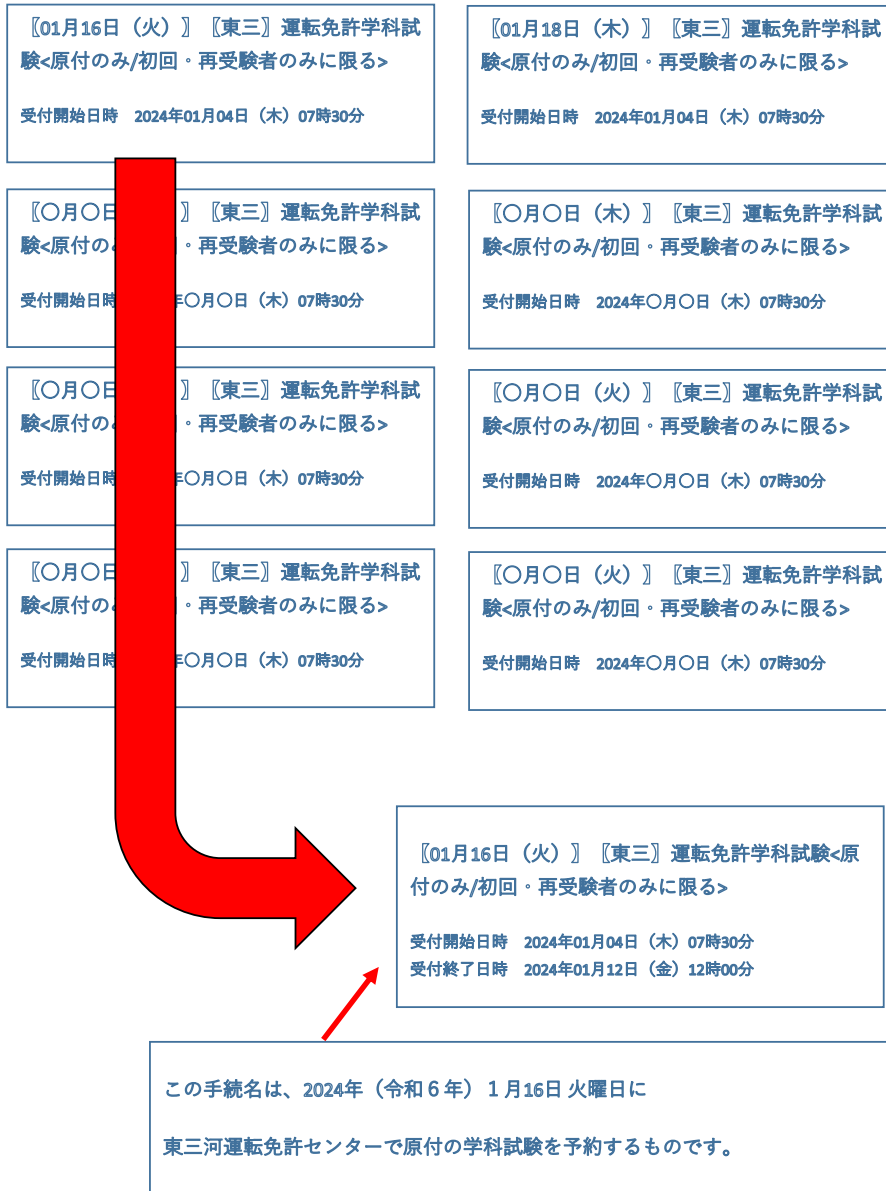 〖01月16日（火）〗〖東三〗運転免許学科試
験<原付のみ/初回・再受験者のみに限る>
受付開始日時　2024年01月04日（木）07時30分
〖01月18日（木）〗〖東三〗運転免許学科試
験<原付のみ/初回・再受験者のみに限る>
受付開始日時　2024年01月04日（木）07時30分
〖〇月〇日 〗〖東三〗運転免許学科試
験<原付の 回・再受験者のみに限る>
受付開始日時 年〇月〇日（木）07時30分
〖〇月〇日（木）〗〖東三〗運転免許学科試
験<原付のみ/初回・再受験者のみに限る>
受付開始日時　2024年〇月〇日（木）07時30分
〖〇月〇日 〗〖東三〗運転免許学科試
験<原付の 回・再受験者のみに限る>
受付開始日時 年〇月〇日（木）07時30分
〖〇月〇日（火）〗〖東三〗運転免許学科試
験<原付のみ/初回・再受験者のみに限る>
受付開始日時　2024年〇月〇日（木）07時30分
〖〇月〇日 〗〖東三〗運転免許学科試
験<原付の 回・再受験者のみに限る>
受付開始日時 年〇月〇日（木）07時30分
〖〇月〇日（火）〗〖東三〗運転免許学科試
験<原付のみ/初回・再受験者のみに限る>
受付開始日時　2024年〇月〇日（木）07時30分
〖01月16日（火）〗〖東三〗運転免許学科試験<原
付のみ/初回・再受験者のみに限る>
受付開始日時　2024年01月04日（木）07時30分
受付終了日時　2024年01月12日（金）12時00分
この手続名は、2024年（令和６年）１月16日 火曜日に
東三河運転免許センターで原付の学科試験を予約するものです。